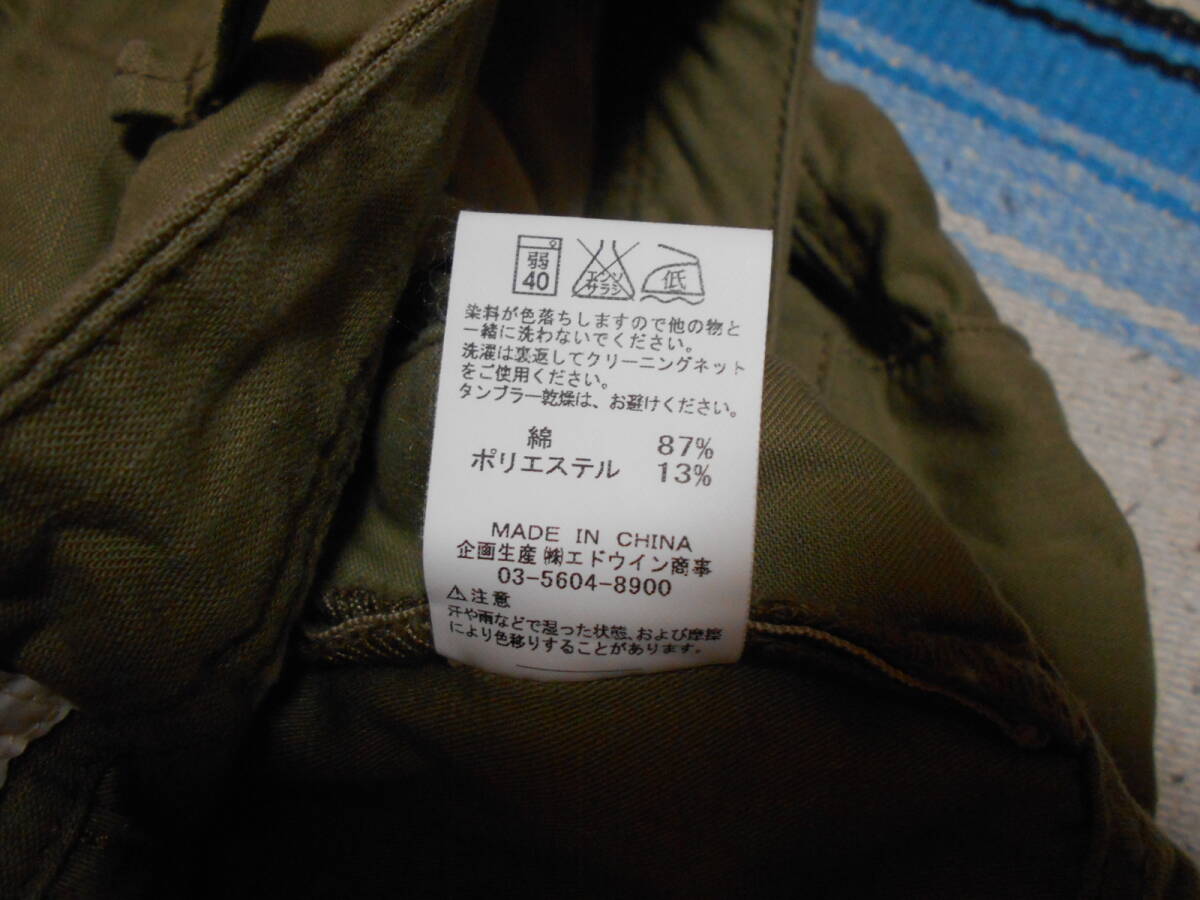 弱
40
エンソ
サラシ
低
染料が色落ちしますので他の物と
一緒に洗わないでください。
洗濯は裏返してクリーニングネット
をご使用ください。
タンブラー乾燥は、お避けください。
綿 87%
ポリエステル 13%
MADE IN CHINA
企画生産㈱エドウイン商事
03-5604-8900
⚠注意
汗や雨などで湿った状態、および摩擦
により色移りすることがあります。